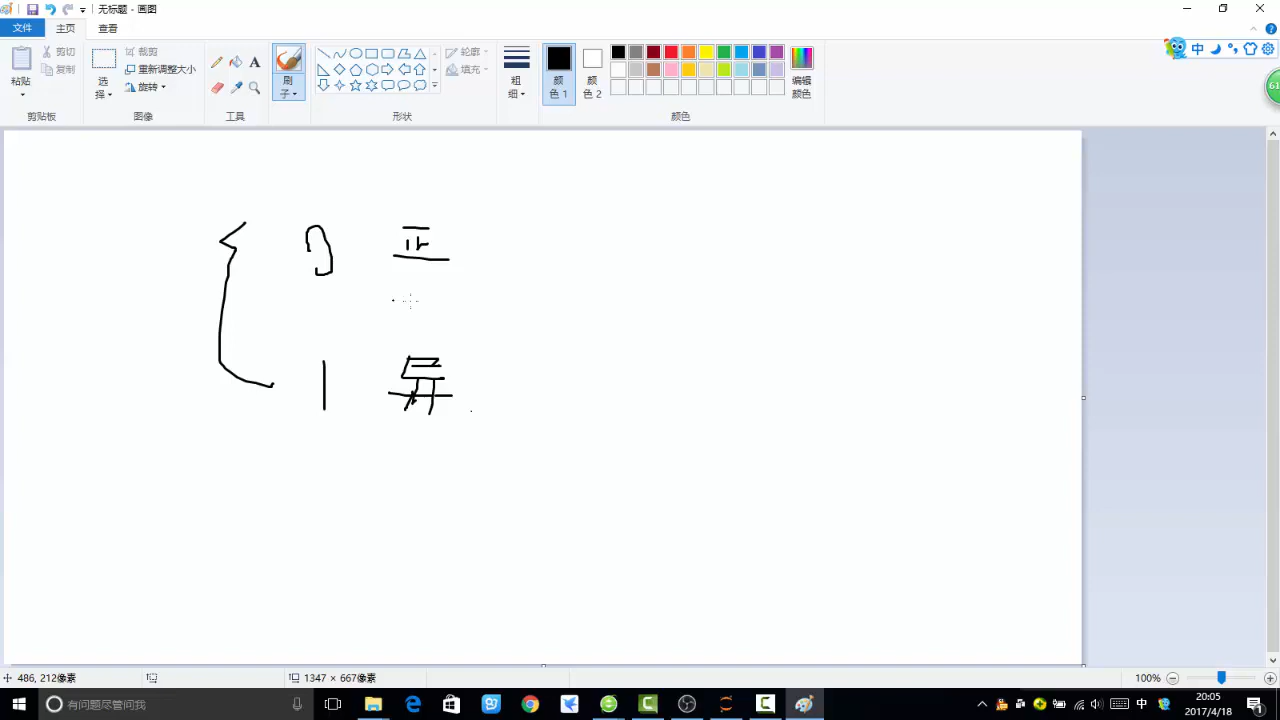 无标题 - 画图
文件 主页 查看
粘贴 剪切 复制 选择 裁剪 重新调整大小 旋转 刷子 轮廓 填充 粗细 颜色 1 颜色 2 编辑颜色
剪贴板 图像 工具 形状 颜色
中
61
0 正
1 异
486, 212像素 1347 × 667像素 100%
有问题尽管问我 中 20:05
2017/4/18